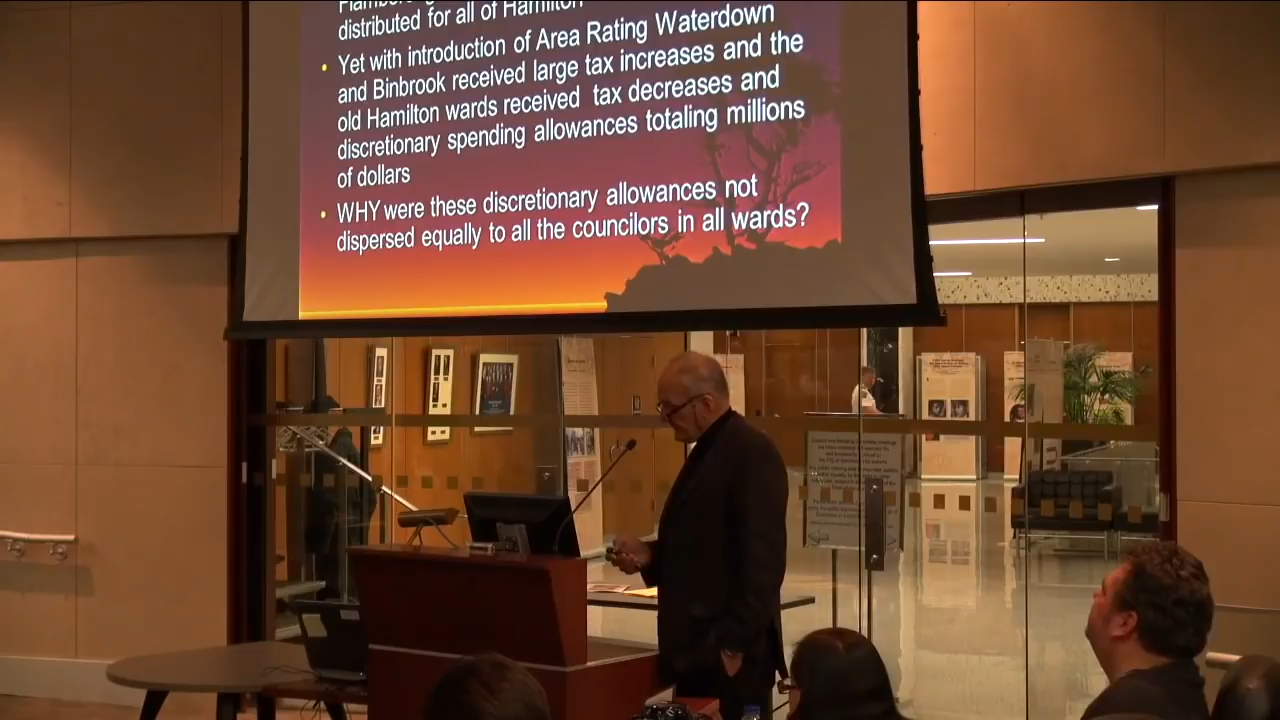 distributed for all of Hamilton
• Yet with introduction of Area Rating Waterdown
and Binbrook received large tax increases and the
old Hamilton wards received tax decreases and
discretionary spending allowances totaling millions
of dollars
• WHY were these discretionary allowances not
dispersed equally to all the councilors in all wards?